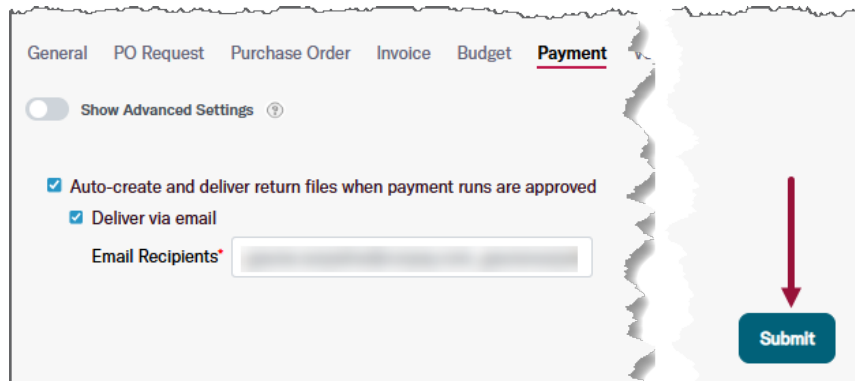 General PO Request Purchase Order Invoice Budget Payment
Show Advanced Settings ?
Auto-create and deliver return files when payment runs are approved
Deliver via email
Email Recipients*
Submit